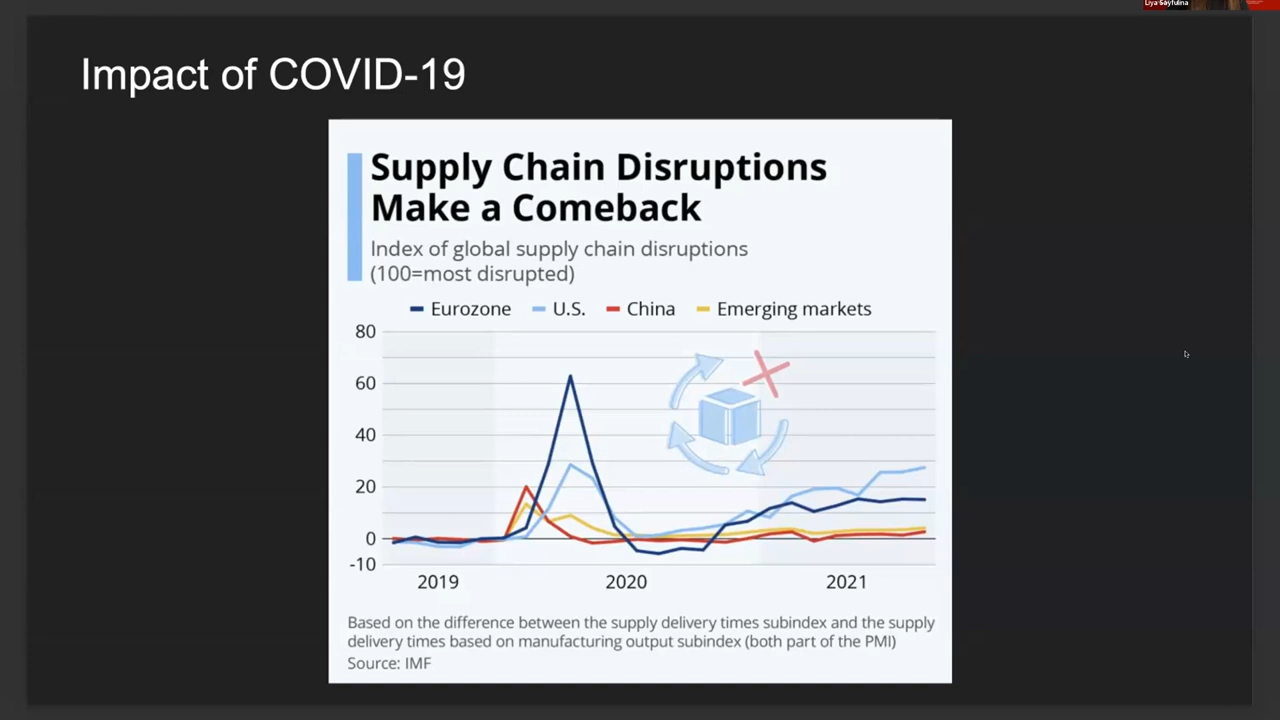 Liya Sayfulina
Impact of COVID-19
Supply Chain Disruptions
Make a Comeback
Index of global supply chain disruptions
(100=most disrupted)
Eurozone U.S. China Emerging markets
80
60
40
20
0
-10
2019 2020 2021
Based on the difference between the supply delivery times subindex and the supply
delivery times based on manufacturing output subindex (both part of the PMI)
Source: IMF